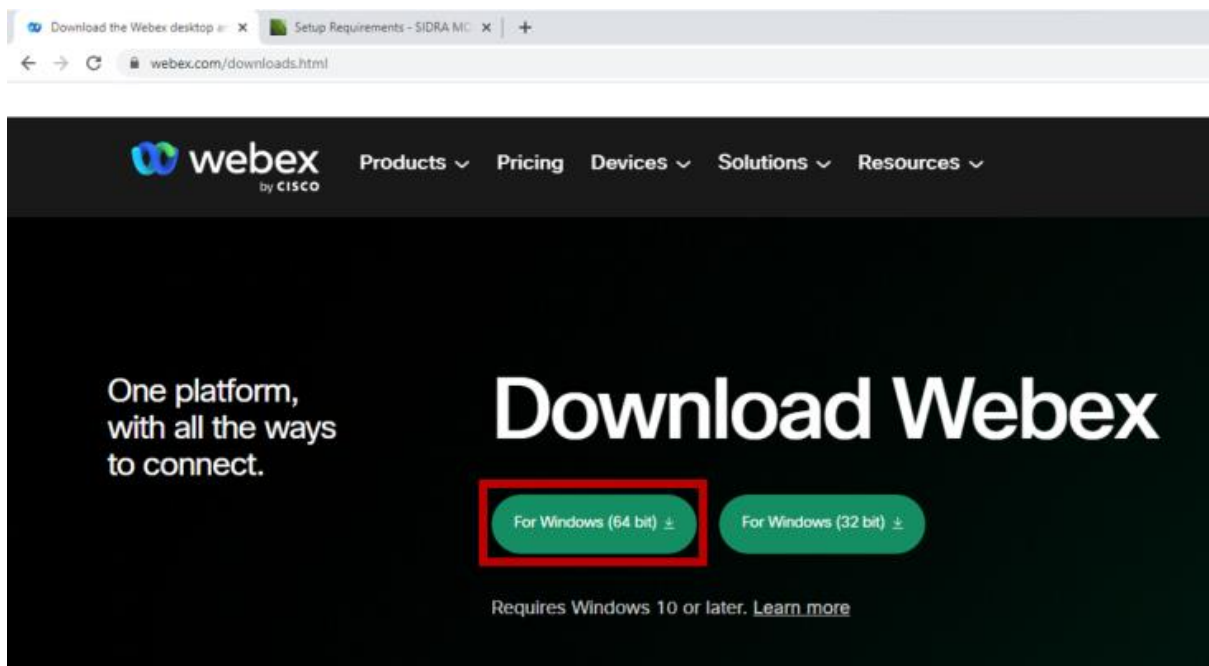 Download the Webex desktop a
Setup Requirements - SIDRA MO
webex.com/downloads.html
webex
by CISCO
Products
Pricing
Devices
Solutions
Resources
One platform,
with all the ways
to connect.
Download Webex
For Windows (64 bit)
For Windows (32 bit)
Requires Windows 10 or later. Learn more